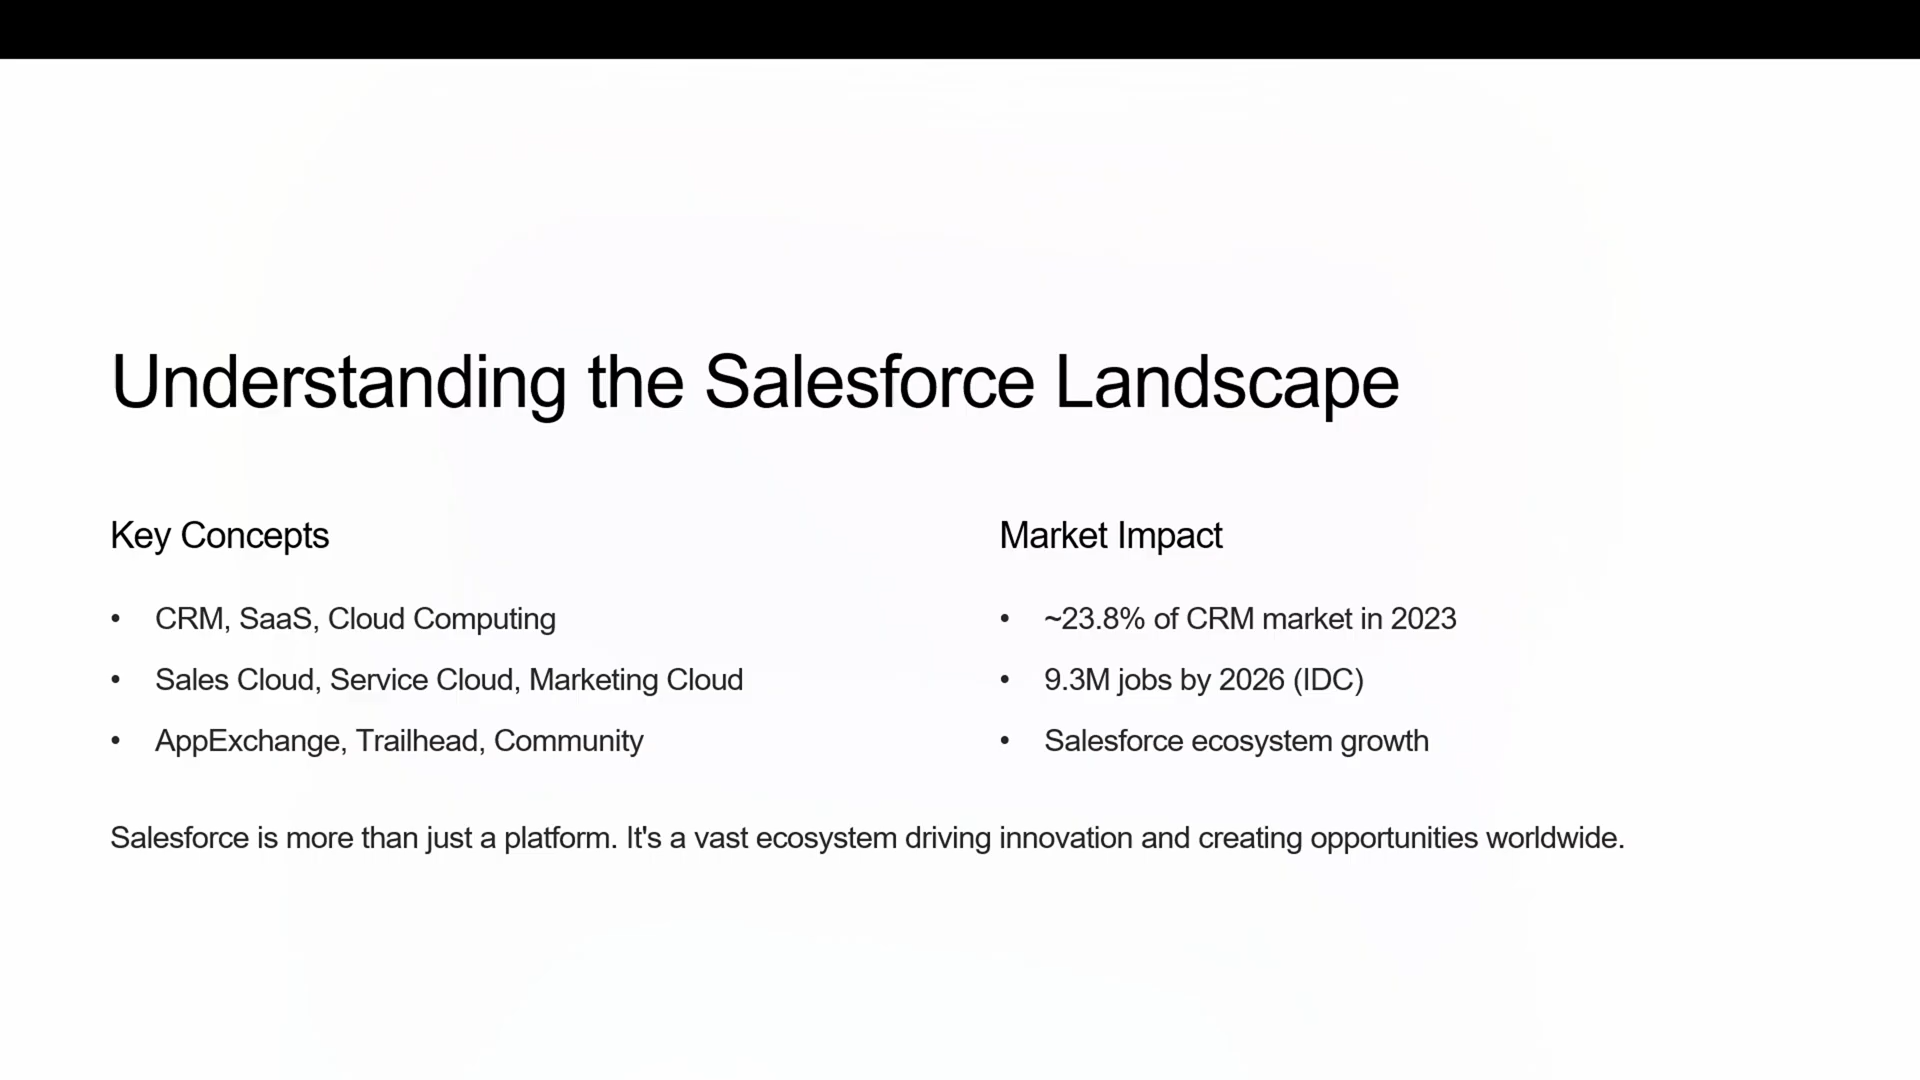 Understanding the Salesforce Landscape
Key Concepts
• CRM, SaaS, Cloud Computing
• Sales Cloud, Service Cloud, Marketing Cloud
• AppExchange, Trailhead, Community
Market Impact
• ~23.8% of CRM market in 2023
• 9.3M jobs by 2026 (IDC)
• Salesforce ecosystem growth
Salesforce is more than just a platform. It's a vast ecosystem driving innovation and creating opportunities worldwide.